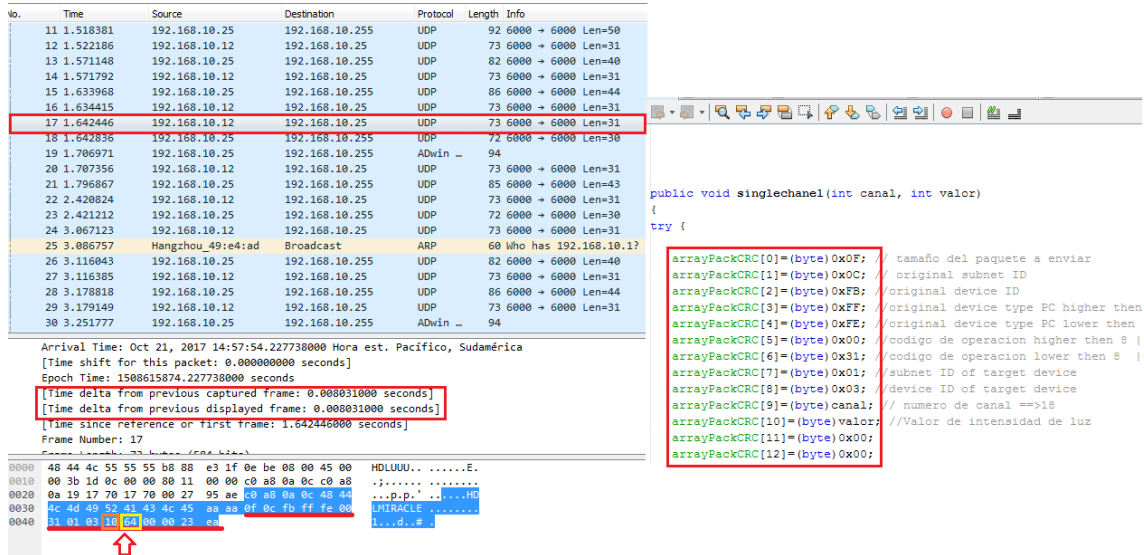 No. Time Source Destination Protocol Length Info
11 1.518381 192.168.10.25 192.168.10.255 UDP 92 6000 → 6000 Len=50
12 1.522186 192.168.10.12 192.168.10.25 UDP 73 6000 → 6000 Len=31
13 1.571148 192.168.10.25 192.168.10.255 UDP 82 6000 → 6000 Len=40
14 1.571792 192.168.10.12 192.168.10.25 UDP 73 6000 → 6000 Len=31
15 1.633968 192.168.10.25 192.168.10.255 UDP 86 6000 → 6000 Len=44
16 1.634415 192.168.10.12 192.168.10.25 UDP 73 6000 → 6000 Len=31
17 1.642446 192.168.10.12 192.168.10.25 UDP 73 6000 → 6000 Len=31
18 1.642836 192.168.10.25 192.168.10.255 UDP 72 6000 → 6000 Len=30
19 1.706971 192.168.10.25 192.168.10.255 ADwin … 94
20 1.707356 192.168.10.12 192.168.10.25 UDP 73 6000 → 6000 Len=31
21 1.796867 192.168.10.25 192.168.10.255 UDP 85 6000 → 6000 Len=43
22 2.420824 192.168.10.12 192.168.10.25 UDP 73 6000 → 6000 Len=31
23 2.421212 192.168.10.25 192.168.10.255 UDP 72 6000 → 6000 Len=30
24 3.067123 192.168.10.12 192.168.10.25 UDP 73 6000 → 6000 Len=31
25 3.086757 Hangzhou_49:e4:ad Broadcast ARP 60 Who has 192.168.10.1?
26 3.116043 192.168.10.25 192.168.10.255 UDP 82 6000 → 6000 Len=40
27 3.116385 192.168.10.12 192.168.10.25 UDP 73 6000 → 6000 Len=31
28 3.178818 192.168.10.25 192.168.10.255 UDP 86 6000 → 6000 Len=44
29 3.179149 192.168.10.12 192.168.10.25 UDP 73 6000 → 6000 Len=31
30 3.251777 192.168.10.25 192.168.10.255 ADwin … 94
Arrival Time: Oct 21, 2017 14:57:54.227738000 Hora est. Pacífico, Sudamérica
[Time shift for this packet: 0.000000000 seconds]
Epoch Time: 1508615874.227738000 seconds
[Time delta from previous captured frame: 0.008031000 seconds]
[Time delta from previous displayed frame: 0.008031000 seconds]
[Time since reference or first frame: 1.642446000 seconds]
Frame Number: 17
0000 48 44 4c 55 55 55 b8 88 e3 1f 0e be 08 00 45 00 HDLUUU.. ......E.
0010 00 3b 1d 0c 00 00 80 11 00 00 c0 a8 0a 0c c0 a8 .;...... ........
0020 0a 19 17 70 17 70 00 27 95 ae c0 a8 0a 0c 48 44 ...p.p.' ......HD
0030 4c 4d 49 52 41 43 4c 45 aa aa 0f 0c fb ff fe 00 LMIRACLE ........
0040 31 01 03 10 64 00 00 23 ea 1...d..# .
public void singlechanel(int canal, int valor)
{
try {
arrayPackCRC[0]=(byte)0x0F; // tamaño del paquete a enviar
arrayPackCRC[1]=(byte)0x0C; // original subnet ID
arrayPackCRC[2]=(byte)0xFB; //original device ID
arrayPackCRC[3]=(byte)0xFF; //original device type PC higher then
arrayPackCRC[4]=(byte)0xFE; //original device type PC lower then
arrayPackCRC[5]=(byte)0x00; //codigo de operacion higher then 8 |
arrayPackCRC[6]=(byte)0x31; //codigo de operacion lower then 8 |
arrayPackCRC[7]=(byte)0x01; //subnet ID of target device
arrayPackCRC[8]=(byte)0x03; //device ID of target device
arrayPackCRC[9]=(byte)canal; // numero de canal ==>18
arrayPackCRC[10]=(byte)valor; //Valor de intensidad de luz
arrayPackCRC[11]=(byte)0x00;
arrayPackCRC[12]=(byte)0x00;